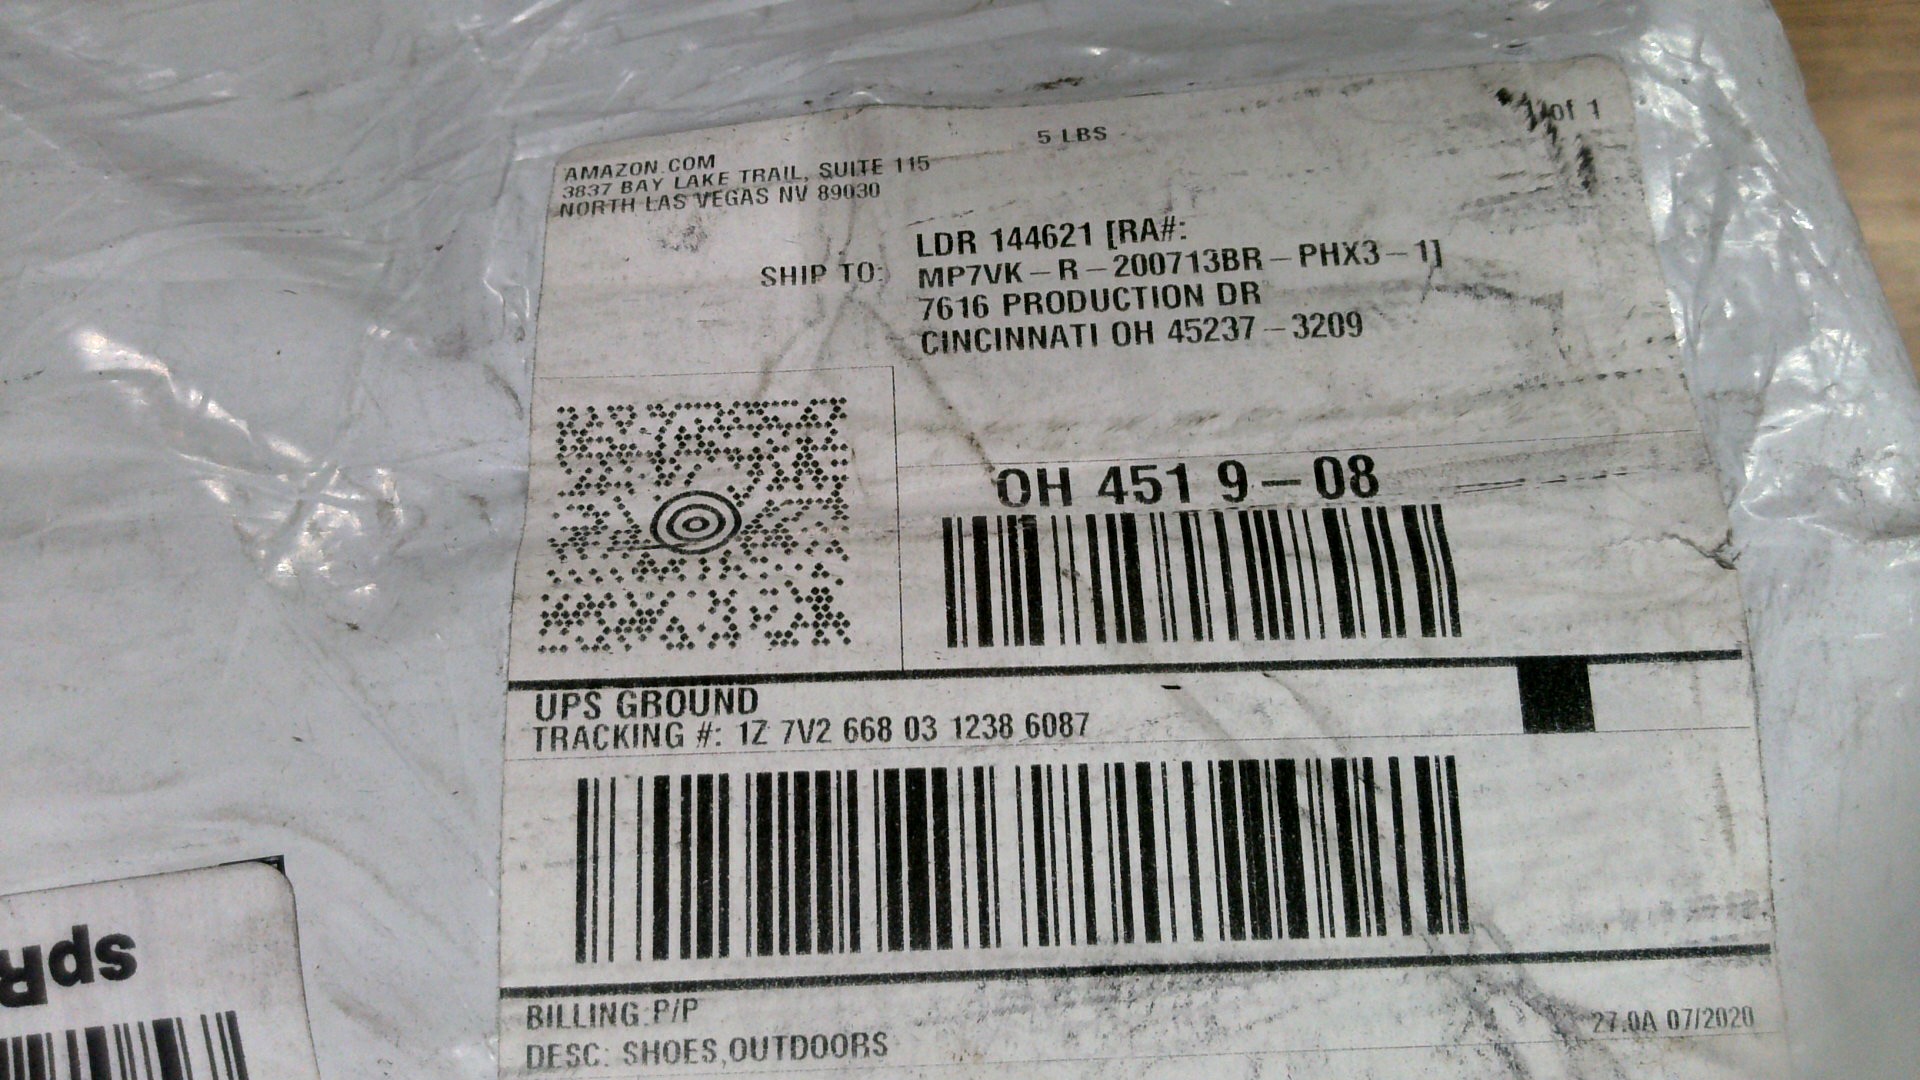 1 of 1
5 LBS
AMAZON.COM
3837 BAY LAKE TRAIL, SUITE 115
NORTH LAS VEGAS NV 89030
SHIP TO:
LDR 144621 [RA#:
MP7VK-R-200713BR-PHX3-1]
7616 PRODUCTION DR
CINCINNATI OH 45237-3209
OH 451 9-08
UPS GROUND
TRACKING #: 1Z 7V2 668 03 1238 6087
BILLING: P/P
DESC: SHOES,OUTDOORS
27.0A 07/2020
spR